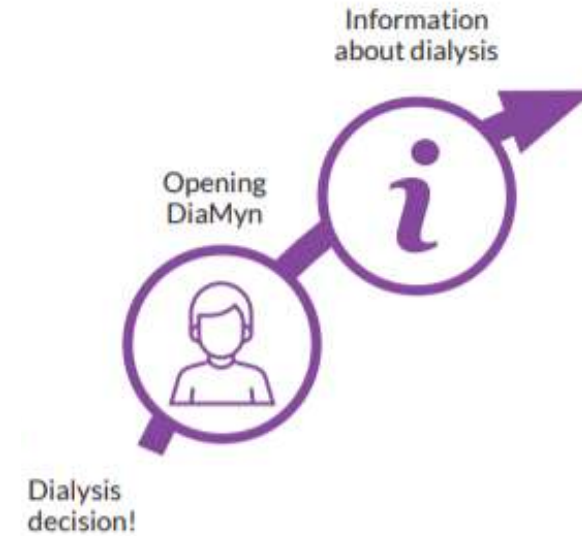 Information
about dialysis
Opening
DiaMyn
Dialysis
decision!